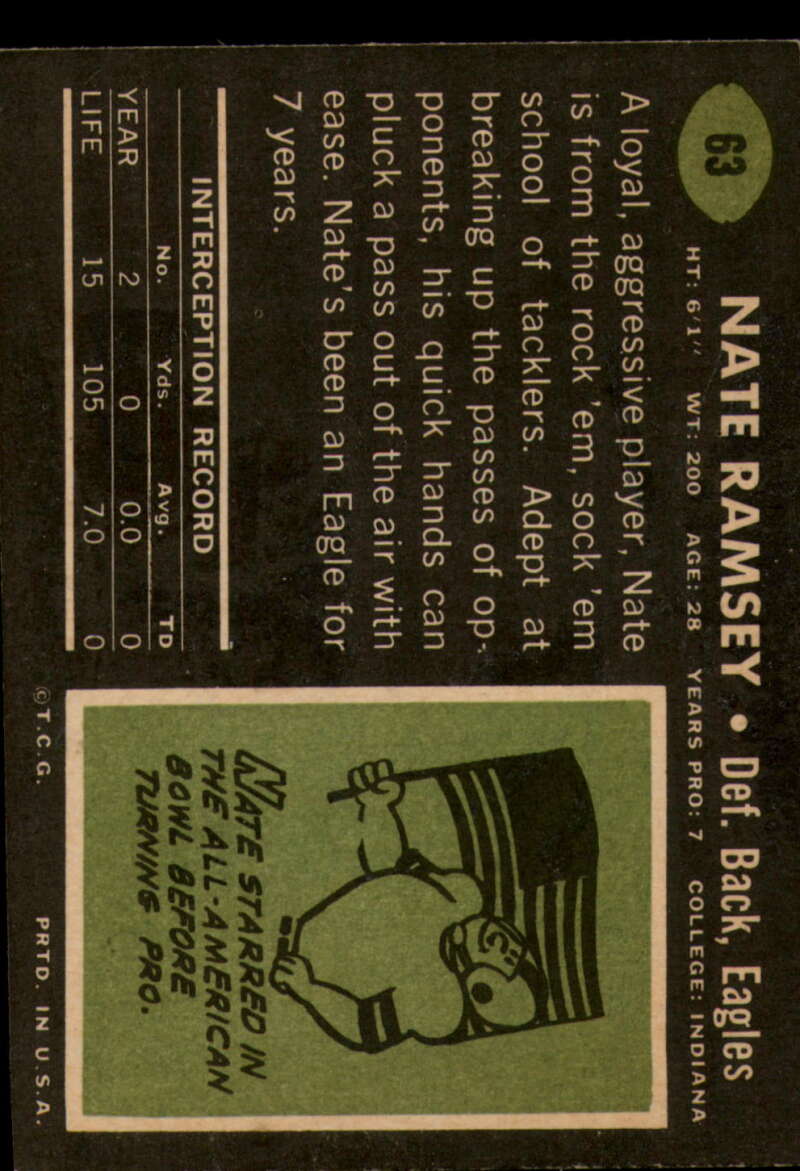 63
NATE RAMSEY • Def. Back, Eagles
HT: 6'1" WT: 200 AGE: 28 YEARS PRO: 7 COLLEGE: INDIANA
A loyal, aggressive player, Nate
is from the rock 'em, sock 'em
school of tacklers. Adept at
breaking up the passes of op-
ponents, his quick hands can
pluck a pass out of the air with
ease. Nate's been an Eagle for
7 years.
INTERCEPTION RECORD
No. Yds. Avg. TD
YEAR 2 0 0.0 0
LIFE 15 105 7.0 0
NATE STARRED IN
THE ALL-AMERICAN
BOWL BEFORE
TURNING PRO.
© T.C.G. PRTD. IN U.S.A.